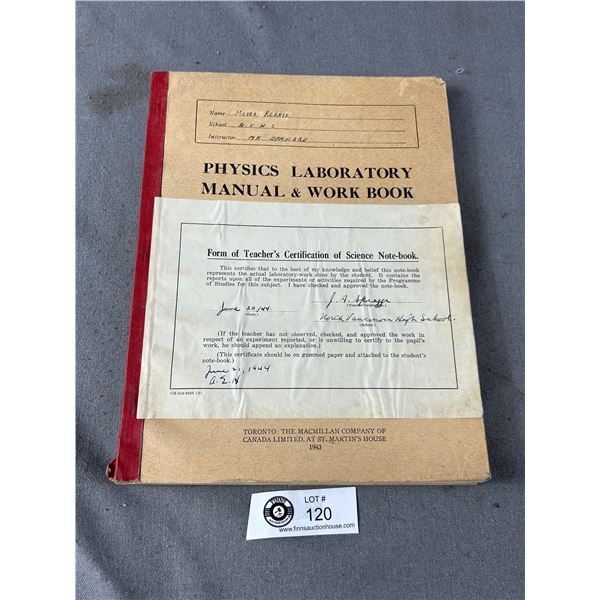 Name
School N. V. H. S.
Instructor MR
PHYSICS LABORATORY
MANUAL & WORK BOOK
Form of Teacher's Certification of Science Note-book.
This certifies that to the best of my knowledge and belief this note-book
represents the actual laboratory-work done by the student. It contains the
reports upon all of the experiments or activities required by the Programme
of Studies for this subject. I have checked and approved the note-book.
J. A. Spragge
June 20/44.
(Date.)
North Vancouver High School.
(School.)
(If the teacher has not observed, checked, and approved the work in
respect of an experiment reported, or is unwilling to certify to the pupil's
work, he should append an explanation.)
(This certificate should be on gummed paper and attached to the student's
note-book.)
June 21, 1944
TORONTO: THE MACMILLAN COMPANY OF
CANADA LIMITED, AT ST. MARTIN'S HOUSE
1943
LOT #
120
www.finnsauctionhouse.com